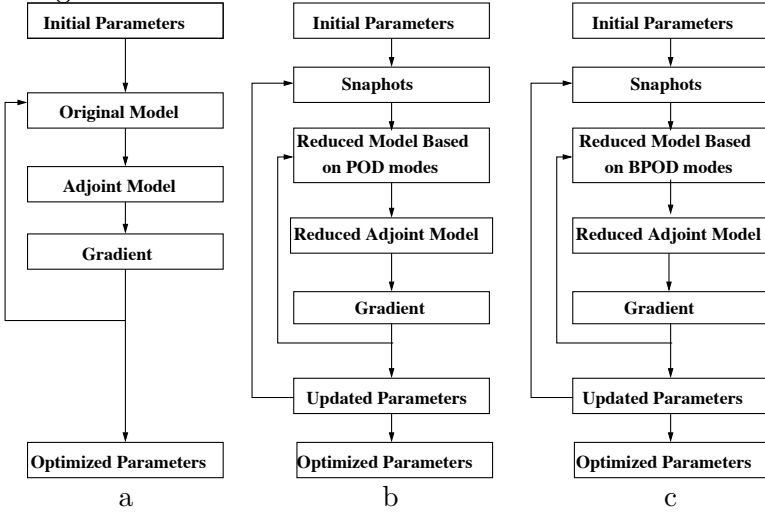 Initial Parameters
Original Model
Adjoint Model
Gradient
Optimized Parameters
a
Initial Parameters
Snaphots
Reduced Model Based
on POD modes
Reduced Adjoint Model
Gradient
Updated Parameters
Optimized Parameters
b
Initial Parameters
Snaphots
Reduced Model Based
on BPOD modes
Reduced Adjoint Model
Gradient
Updated Parameters
Optimized Parameters
c